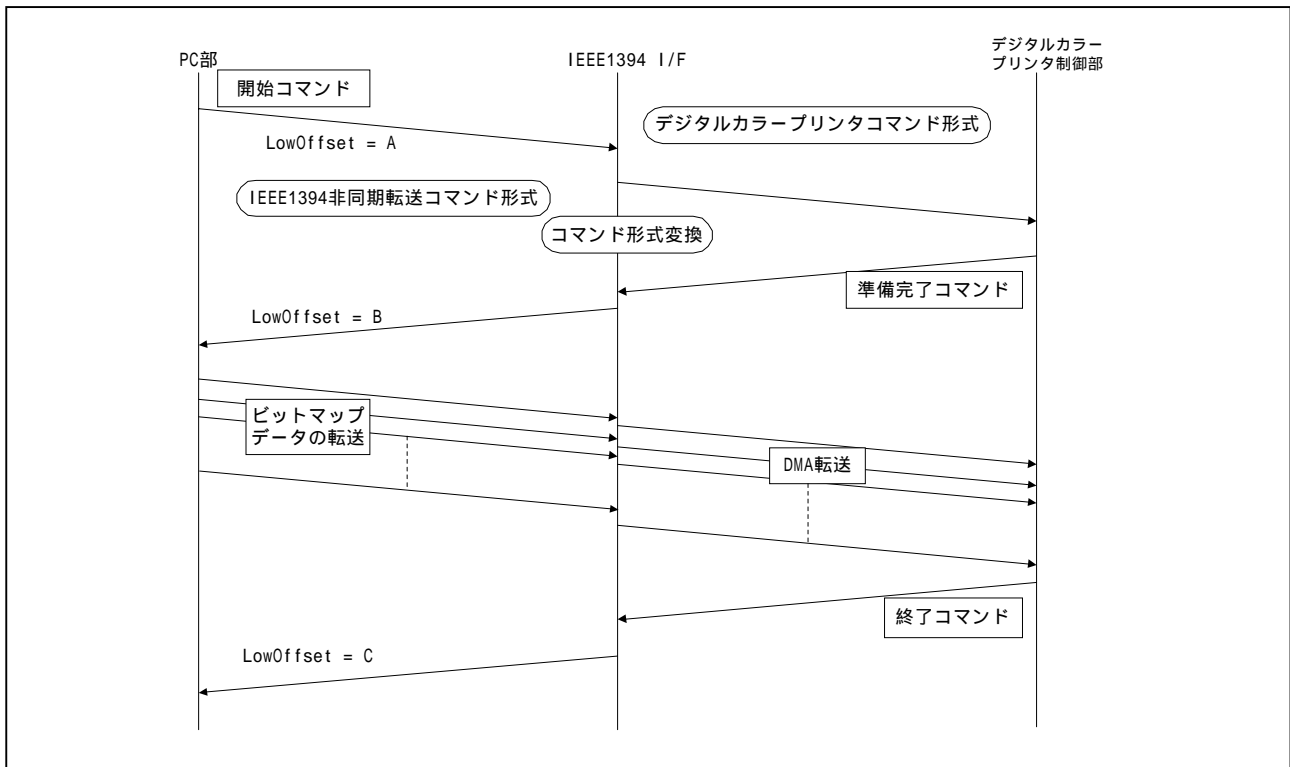 PC部
IEEE1394 I/F
デジタルカラー
プリンタ制御部
開始コマンド
LowOffset = A
デジタルカラープリンタコマンド形式
IEEE1394非同期転送コマンド形式
コマンド形式変換
準備完了コマンド
LowOffset = B
ビットマップ
データの転送
DMA転送
終了コマンド
LowOffset = C